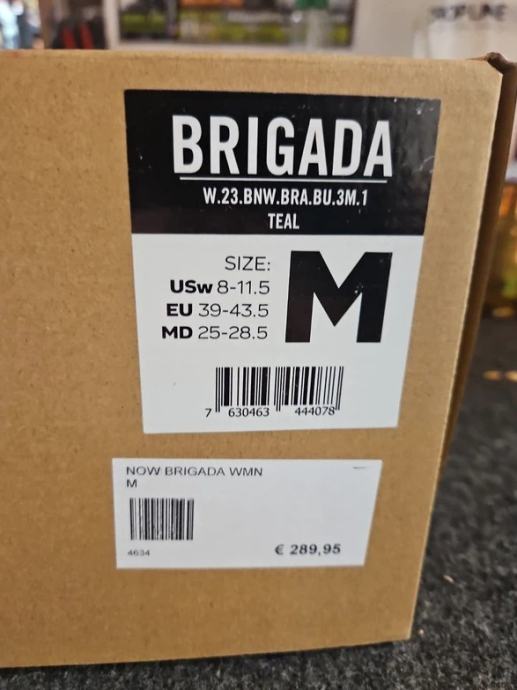 BRIGADA
W.23.BNW.BRA.BU.3M.1
TEAL
SIZE:
USw 8-11.5
EU 39-43.5
MD 25-28.5
M
7 630463 444078
NOW BRIGADA WMN
M
4634
€ 289,95